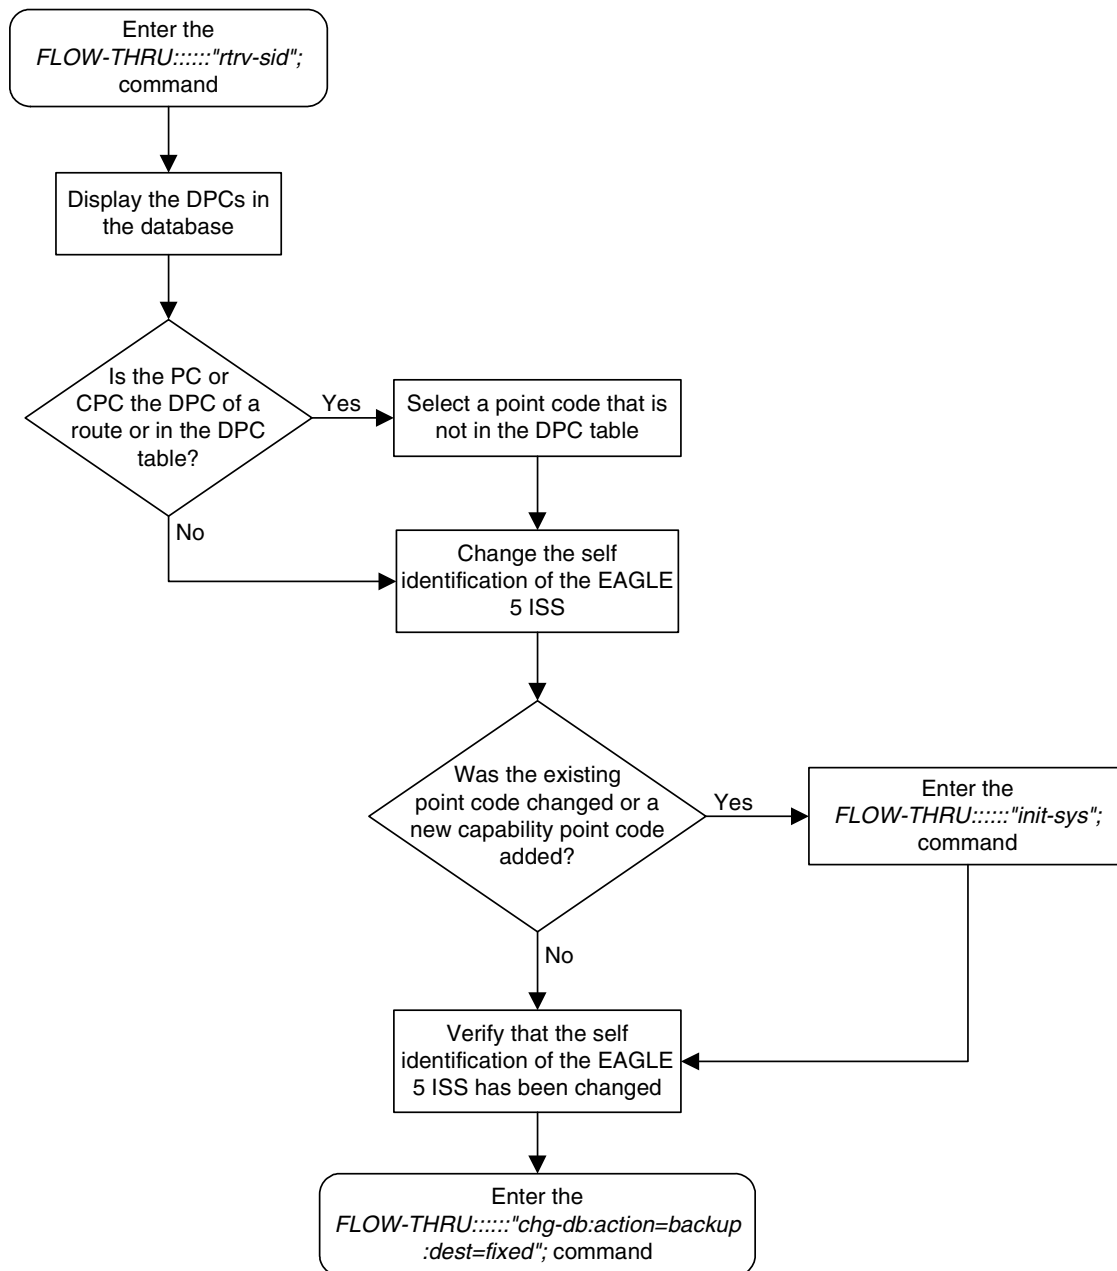 Enter the
FLOW-THRU::::::"rtrv-sid";
command
Display the DPCs in
the database
Is the PC or
CPC the DPC of a
route or in the DPC
table?
Yes
Select a point code that is
not in the DPC table
No
Change the self
identification of the EAGLE
5 ISS
Was the existing
point code changed or a
new capability point code
added?
Yes
Enter the
FLOW-THRU::::::"init-sys";
command
No
Verify that the self
identification of the EAGLE
5 ISS has been changed
Enter the
FLOW-THRU::::::"chg-db:action=backup
:dest=fixed"; command